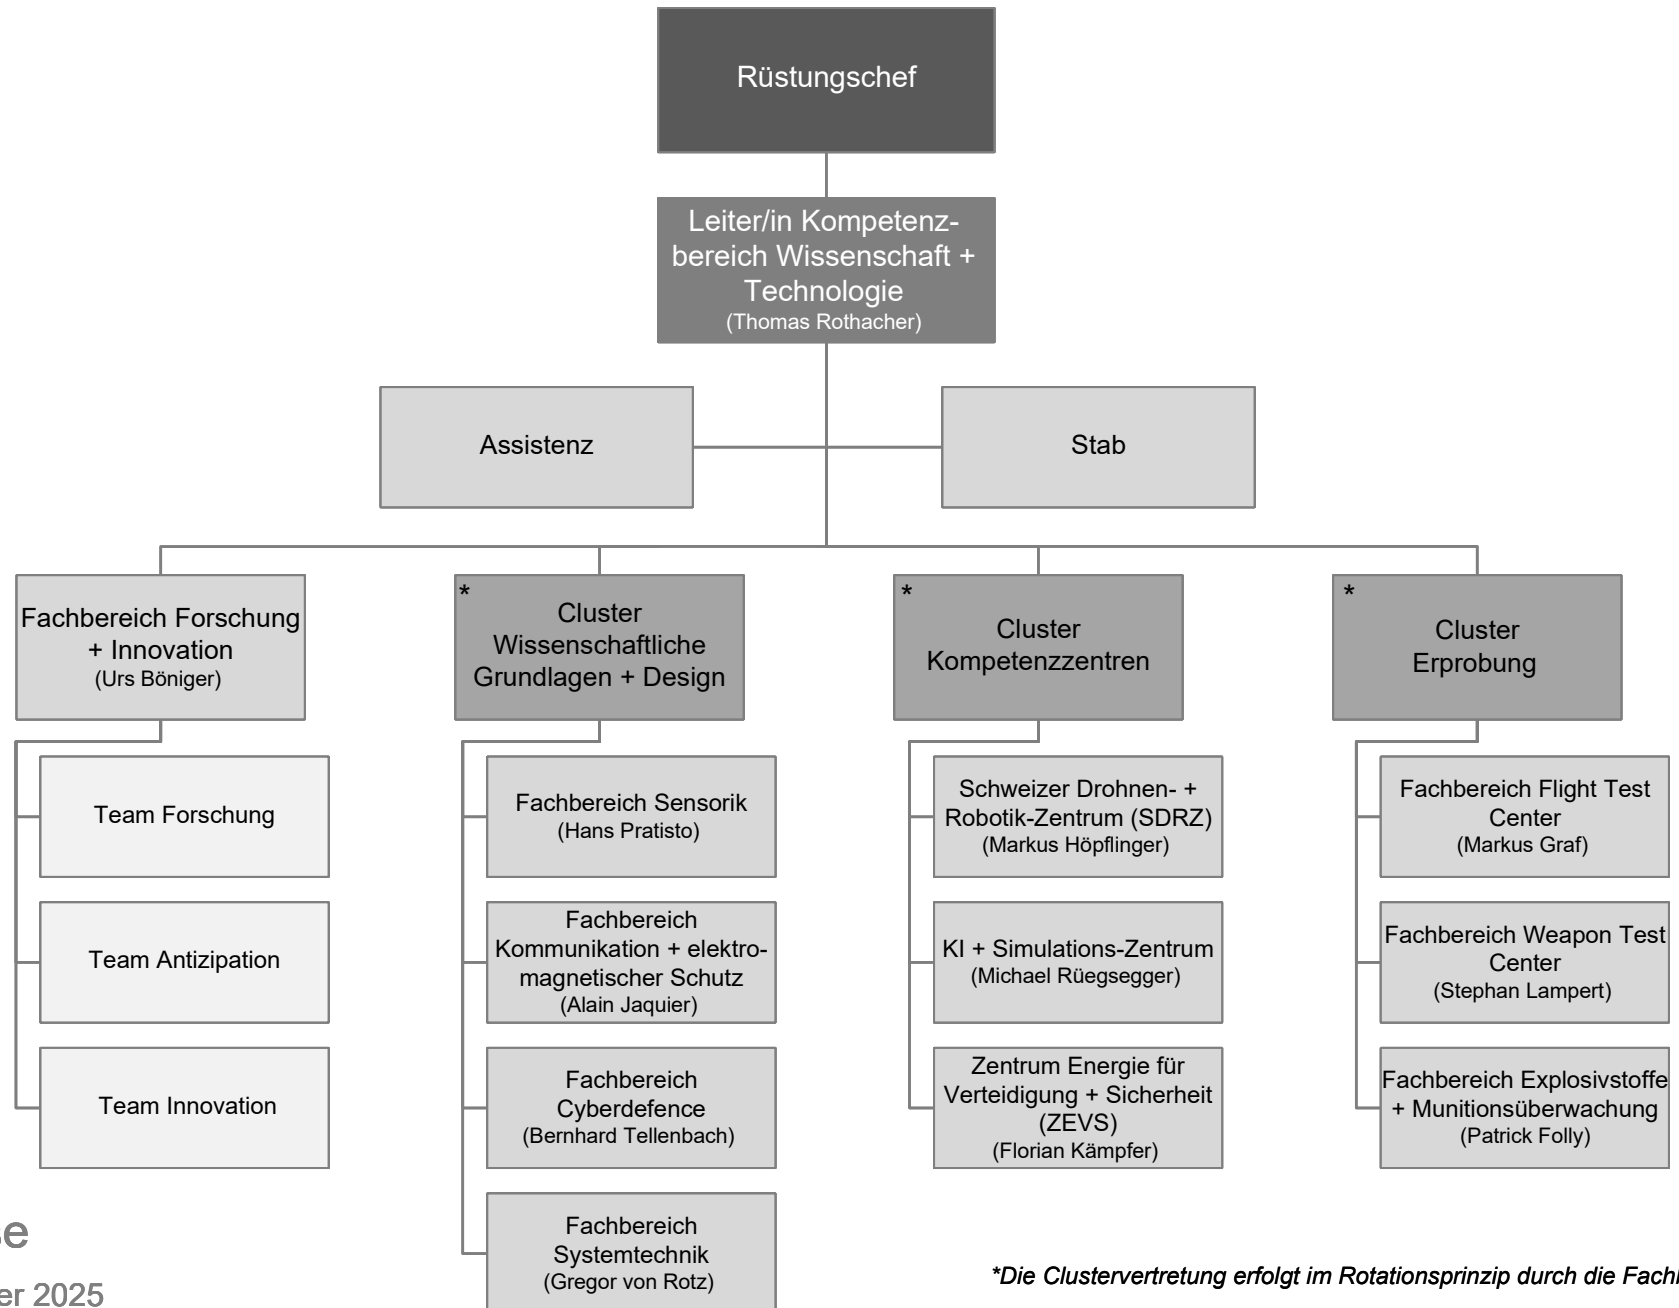 Rüstungschef
Leiter/in Kompetenz-
bereich Wissenschaft +
Technologie
(Thomas Rothacher)
Assistenz
Stab
Fachbereich Forschung
+ Innovation
(Urs Böniger)
*
Cluster
Wissenschaftliche
Grundlagen + Design
*
Cluster
Kompetenzzentren
*
Cluster
Erprobung
Team Forschung
Team Antizipation
Team Innovation
Fachbereich Sensorik
(Hans Pratisto)
Fachbereich
Kommunikation + elektro-
magnetischer Schutz
(Alain Jaquier)
Fachbereich
Cyberdefence
(Bernhard Tellenbach)
Fachbereich
Systemtechnik
(Gregor von Rotz)
Schweizer Drohnen- +
Robotik-Zentrum (SDRZ)
(Markus Höpflinger)
KI + Simulations-Zentrum
(Michael Rüegsegger)
Zentrum Energie für
Verteidigung + Sicherheit
(ZEVS)
(Florian Kämpfer)
Fachbereich Flight Test
Center
(Markus Graf)
Fachbereich Weapon Test
Center
(Stephan Lampert)
Fachbereich Explosivstoffe
+ Munitionsüberwachung
(Patrick Folly)
2025
*Die Clustervertretung erfolgt im Rotationsprinzip durch die